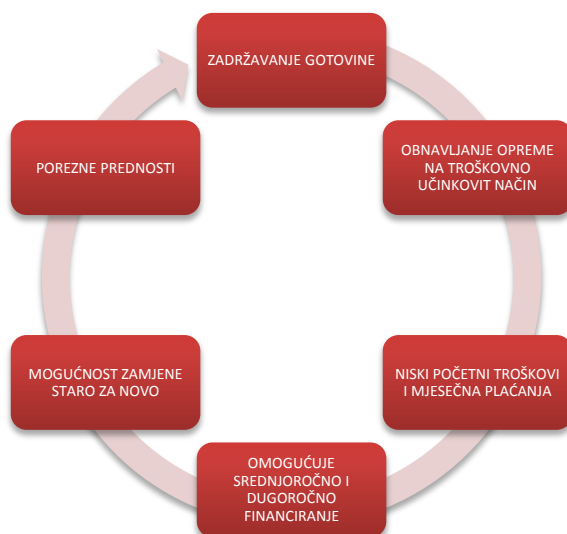 ZADRŽAVANJE GOTOVINE
OBNAVLJANJE OPREME
NA TROŠKOVNO
UČINKOVIT NAČIN
NISKI POČETNI TROŠKOVI
I MJESEČNA PLAĆANJA
OMOGUĆUJE
SREDNJOROČNO I
DUGOROČNO
FINANCIRANJE
MOGUĆNOST ZAMJENE
STARO ZA NOVO
POREZNE PREDNOSTI